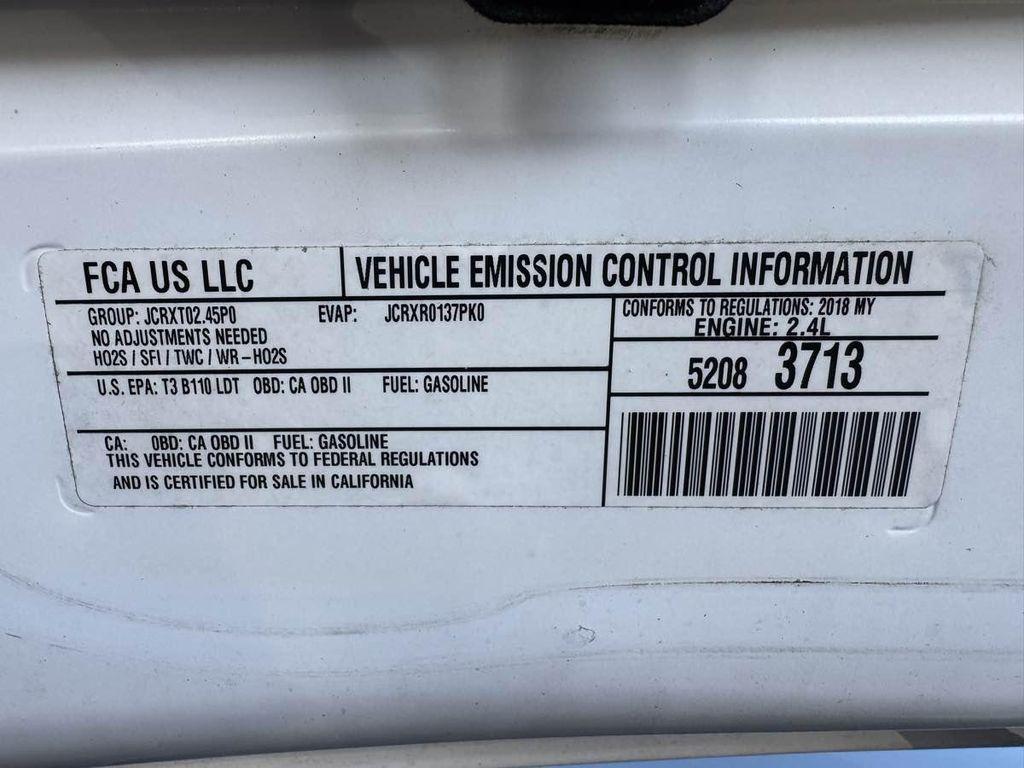 FCA US LLC
VEHICLE EMISSION CONTROL INFORMATION
GROUP: JCRXT02.45P0 EVAP: JCRXR0137PK0
NO ADJUSTMENTS NEEDED
HO2S / SFI / TWC / WR-HO2S
U.S. EPA: T3 B110 LDT OBD: CA OBD II FUEL: GASOLINE
CA: OBD: CA OBD II FUEL: GASOLINE
THIS VEHICLE CONFORMS TO FEDERAL REGULATIONS
AND IS CERTIFIED FOR SALE IN CALIFORNIA
CONFORMS TO REGULATIONS: 2018 MY
ENGINE: 2.4L
5208 3713